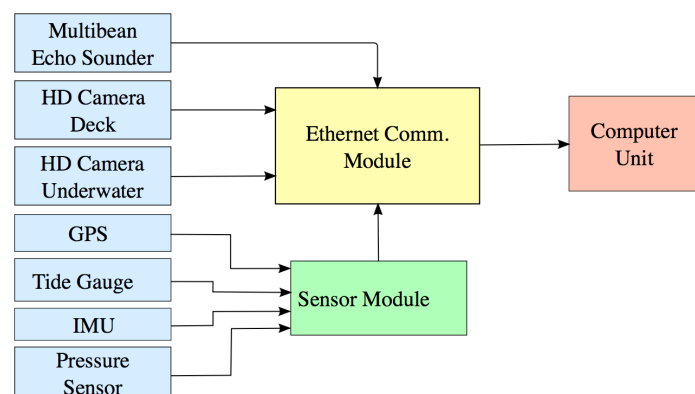 Multibean
Echo Sounder
HD Camera
Deck
HD Camera
Underwater
GPS
Tide Gauge
IMU
Pressure
Sensor
Ethernet Comm.
Module
Sensor Module
Computer
Unit